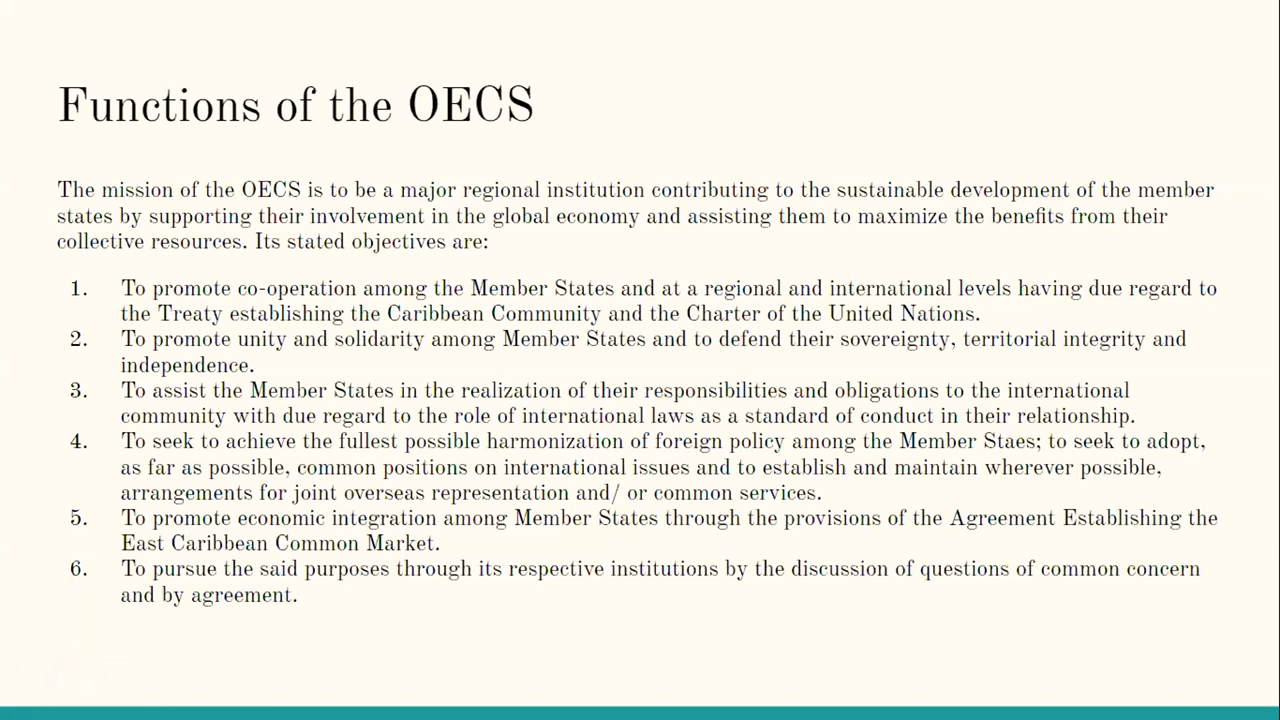 Functions of the OECS
The mission of the OECS is to be a major regional institution contributing to the sustainable development of the member
states by supporting their involvement in the global economy and assisting them to maximize the benefits from their
collective resources. Its stated objectives are:
1. To promote co-operation among the Member States and at a regional and international levels having due regard to
the Treaty establishing the Caribbean Community and the Charter of the United Nations.
2. To promote unity and solidarity among Member States and to defend their sovereignty, territorial integrity and
independence.
3. To assist the Member States in the realization of their responsibilities and obligations to the international
community with due regard to the role of international laws as a standard of conduct in their relationship.
4. To seek to achieve the fullest possible harmonization of foreign policy among the Member Staes; to seek to adopt,
as far as possible, common positions on international issues and to establish and maintain wherever possible,
arrangements for joint overseas representation and/ or common services.
5. To promote economic integration among Member States through the provisions of the Agreement Establishing the
East Caribbean Common Market.
6. To pursue the said purposes through its respective institutions by the discussion of questions of common concern
and by agreement.